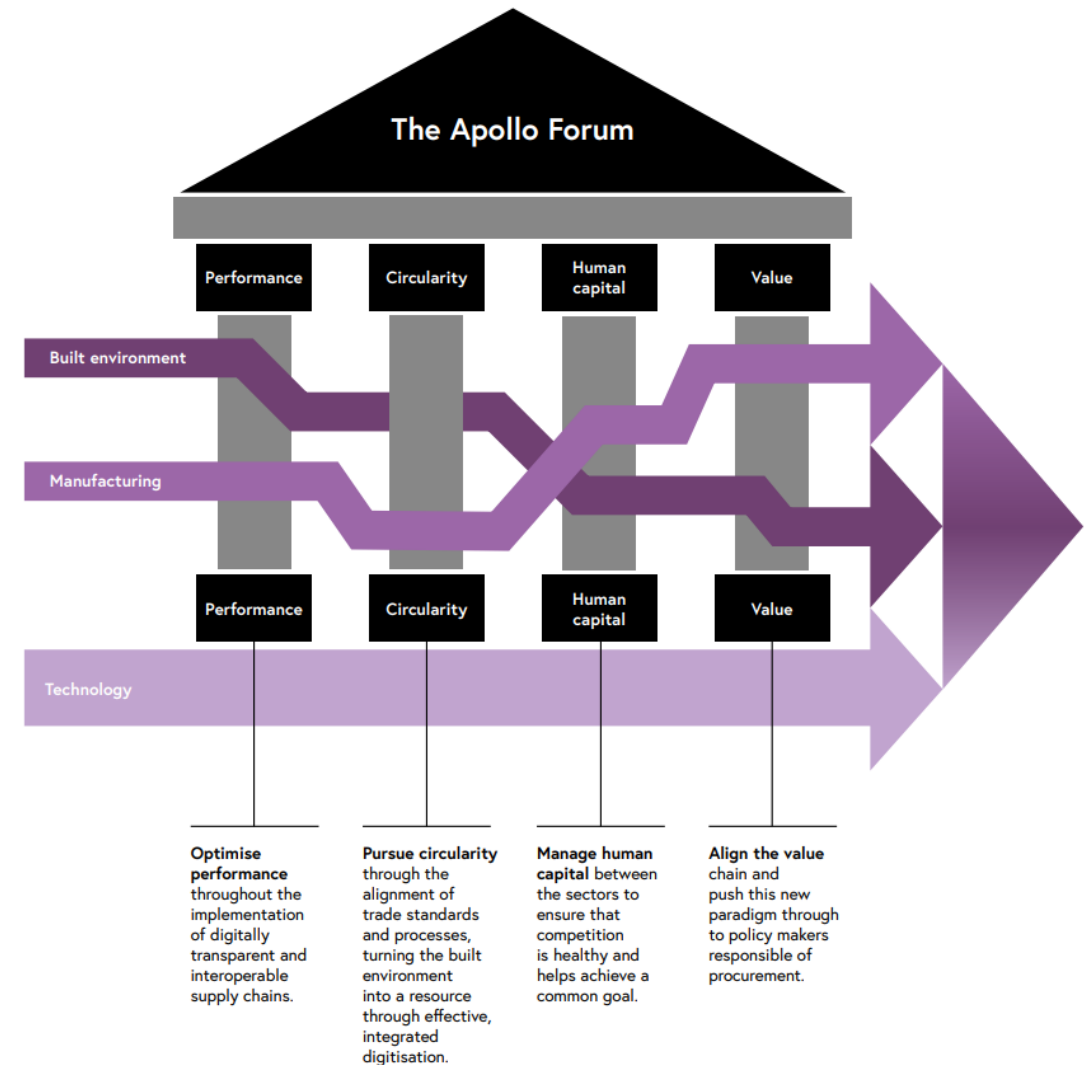 The Apollo Forum
Performance
Circularity
Human
capital
Value
Built environment
Manufacturing
Performance
Circularity
Human
capital
Value
Technology
Optimise
performance
throughout the
implementation
of digitally
transparent and
interoperable
supply chains.
Pursue circularity
through the
alignment of
trade standards
and processes,
turning the built
environment
into a resource
through effective,
integrated
digitisation.
Manage human
capital between
the sectors to
ensure that
competition
is healthy and
helps achieve a
common goal.
Align the value
chain and
push this new
paradigm through
to policy makers
responsible of
procurement.